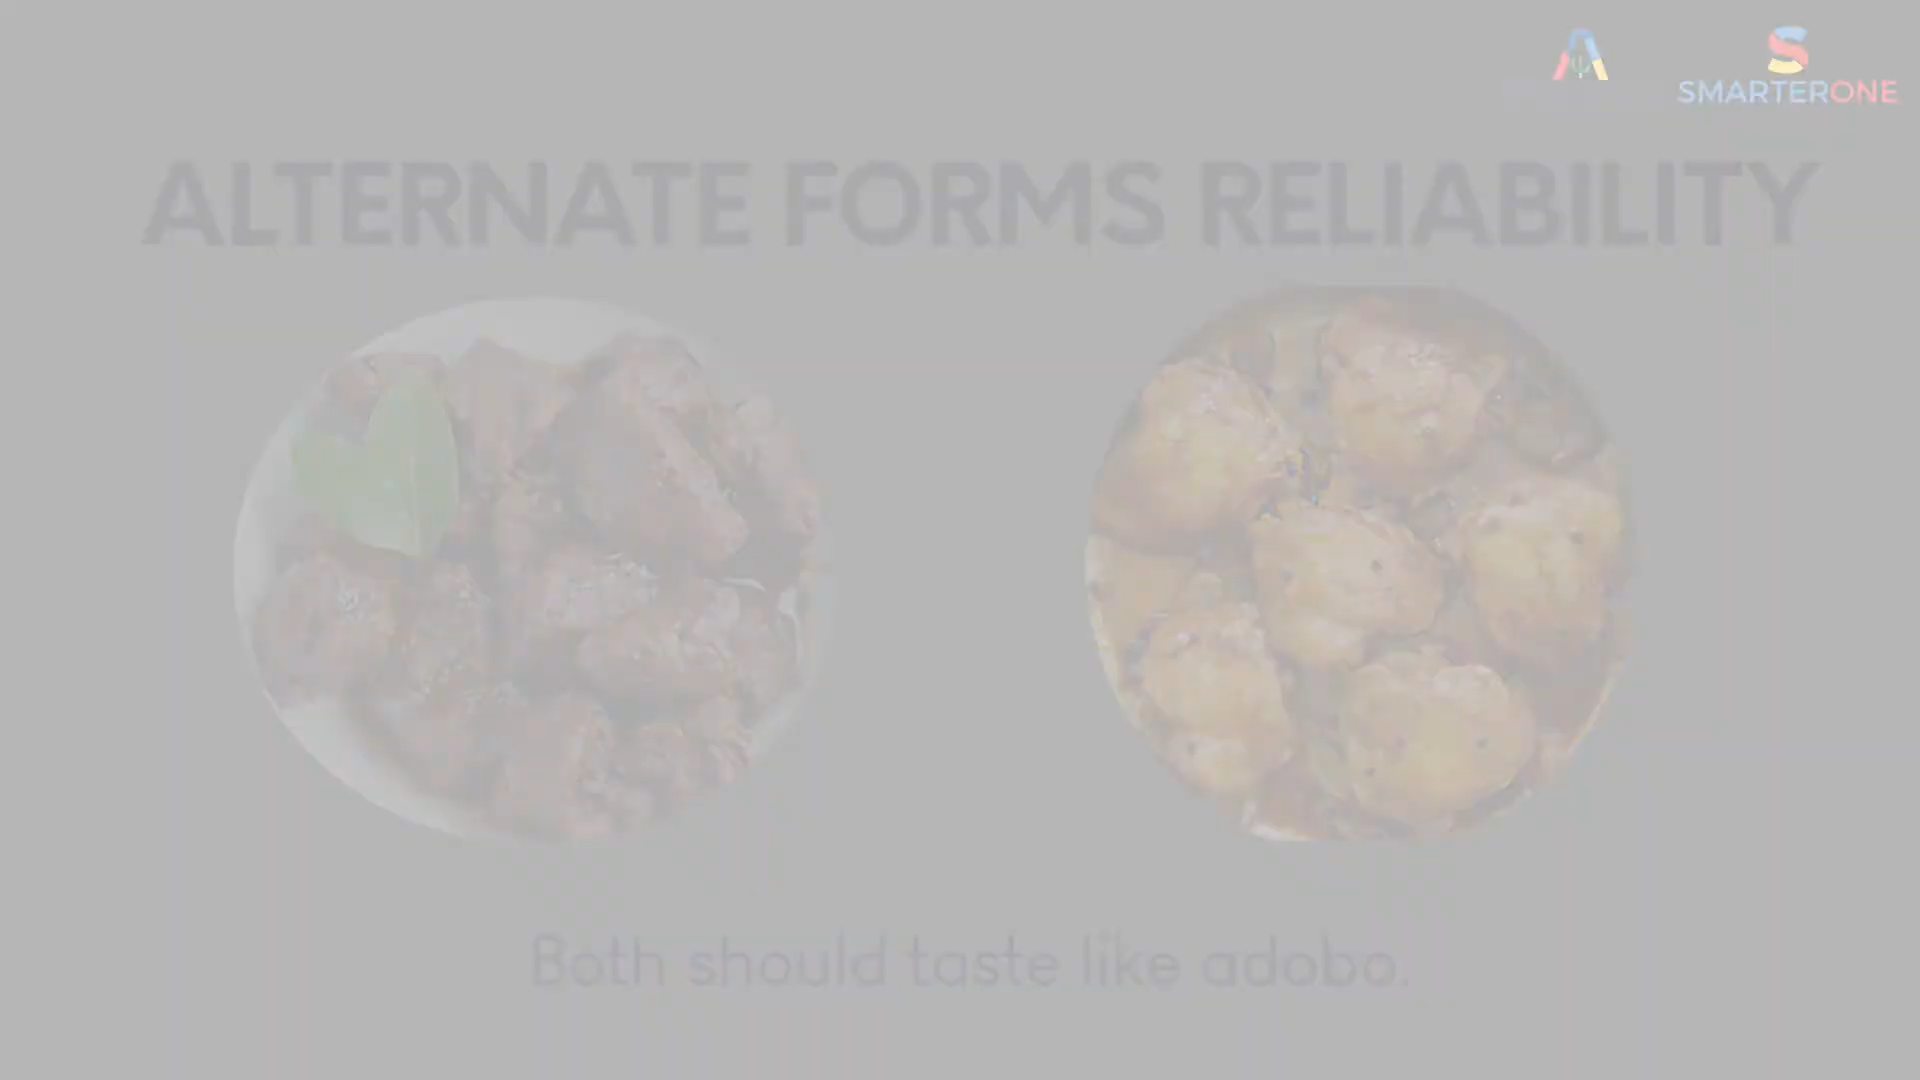 SMARTERONE
ALTERNATE FORMS RELIABILITY
Both should taste like adobo.